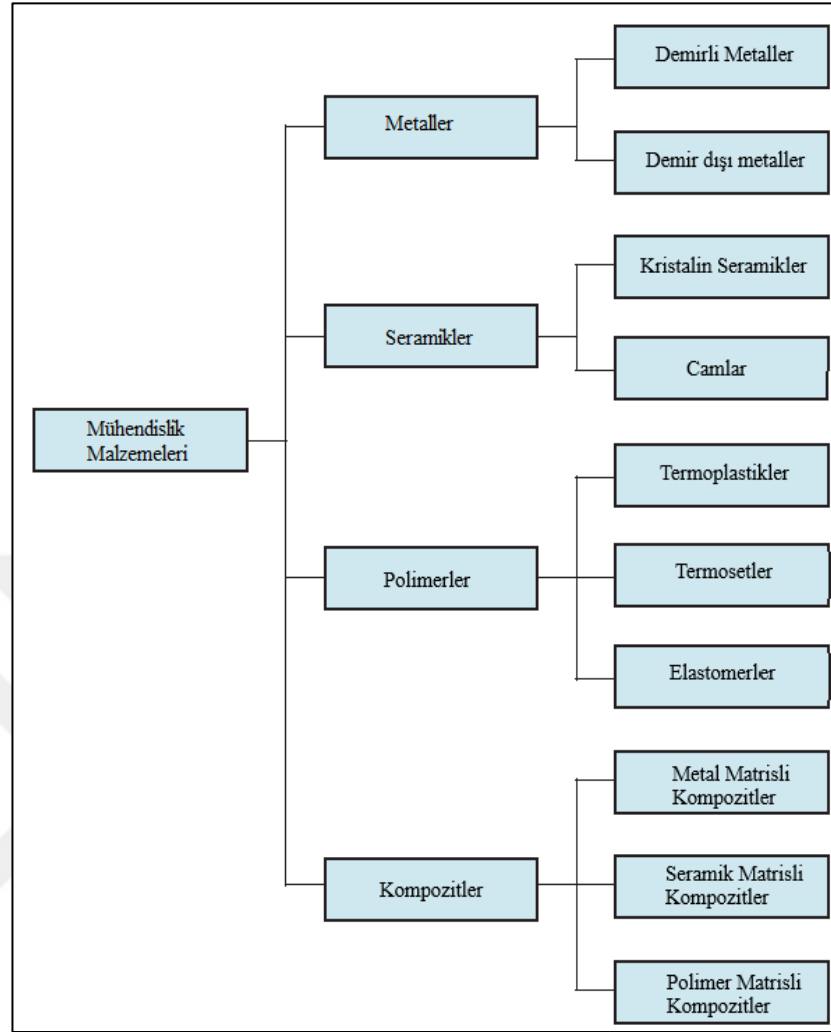 Mühendislik
Malzemeleri
Metaller
Demirli Metaller
Demir dışı metaller
Seramikler
Kristalin Seramikler
Camlar
Polimerler
Termoplastikler
Termosetler
Elastomerler
Kompozitler
Metal Matrisli
Kompozitler
Seramik Matrisli
Kompozitler
Polimer Matrisli
Kompozitler